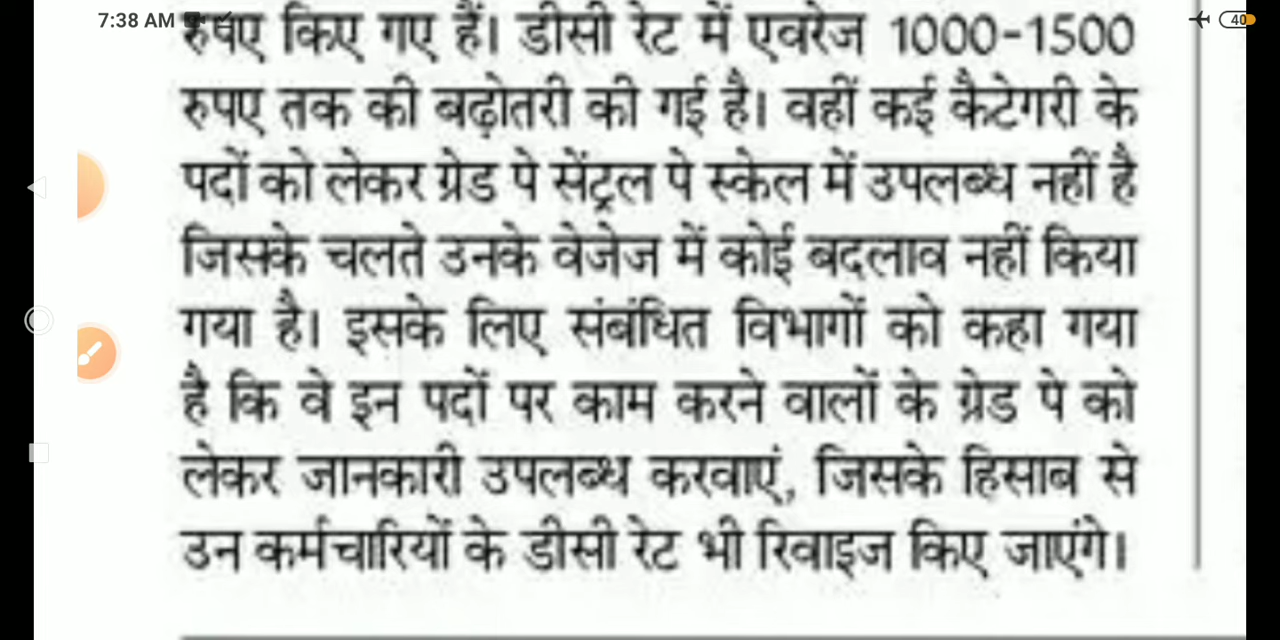 7:38 AM
40
रुपए किए गए हैं। डीसी रेट में एवरेज 1000-1500
रुपए तक की बढ़ोतरी की गई है। वहीं कई कैटेगरी के
पदों को लेकर ग्रेड पे सेंट्रल पे स्केल में उपलब्ध नहीं है
जिसके चलते उनके वेजेज में कोई बदलाव नहीं किया
गया है। इसके लिए संबंधित विभागों को कहा गया
है कि वे इन पदों पर काम करने वालों के ग्रेड पे को
लेकर जानकारी उपलब्ध करवाएं, जिसके हिसाब से
उन कर्मचारियों के डीसी रेट भी रिवाइज किए जाएंगे।